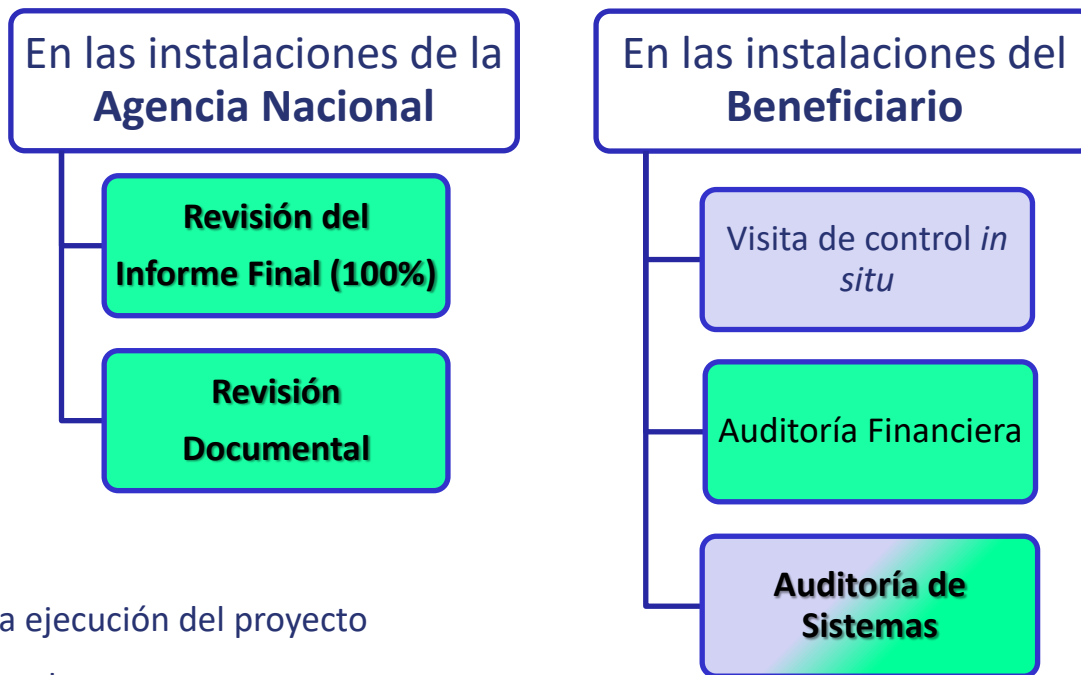 En las instalaciones de la
Agencia Nacional
Revisión del
Informe Final (100%)
Revisión
Documental
En las instalaciones del
Beneficiario
Visita de control in
situ
Auditoría Financiera
Auditoría de
Sistemas
a ejecución del proyecto